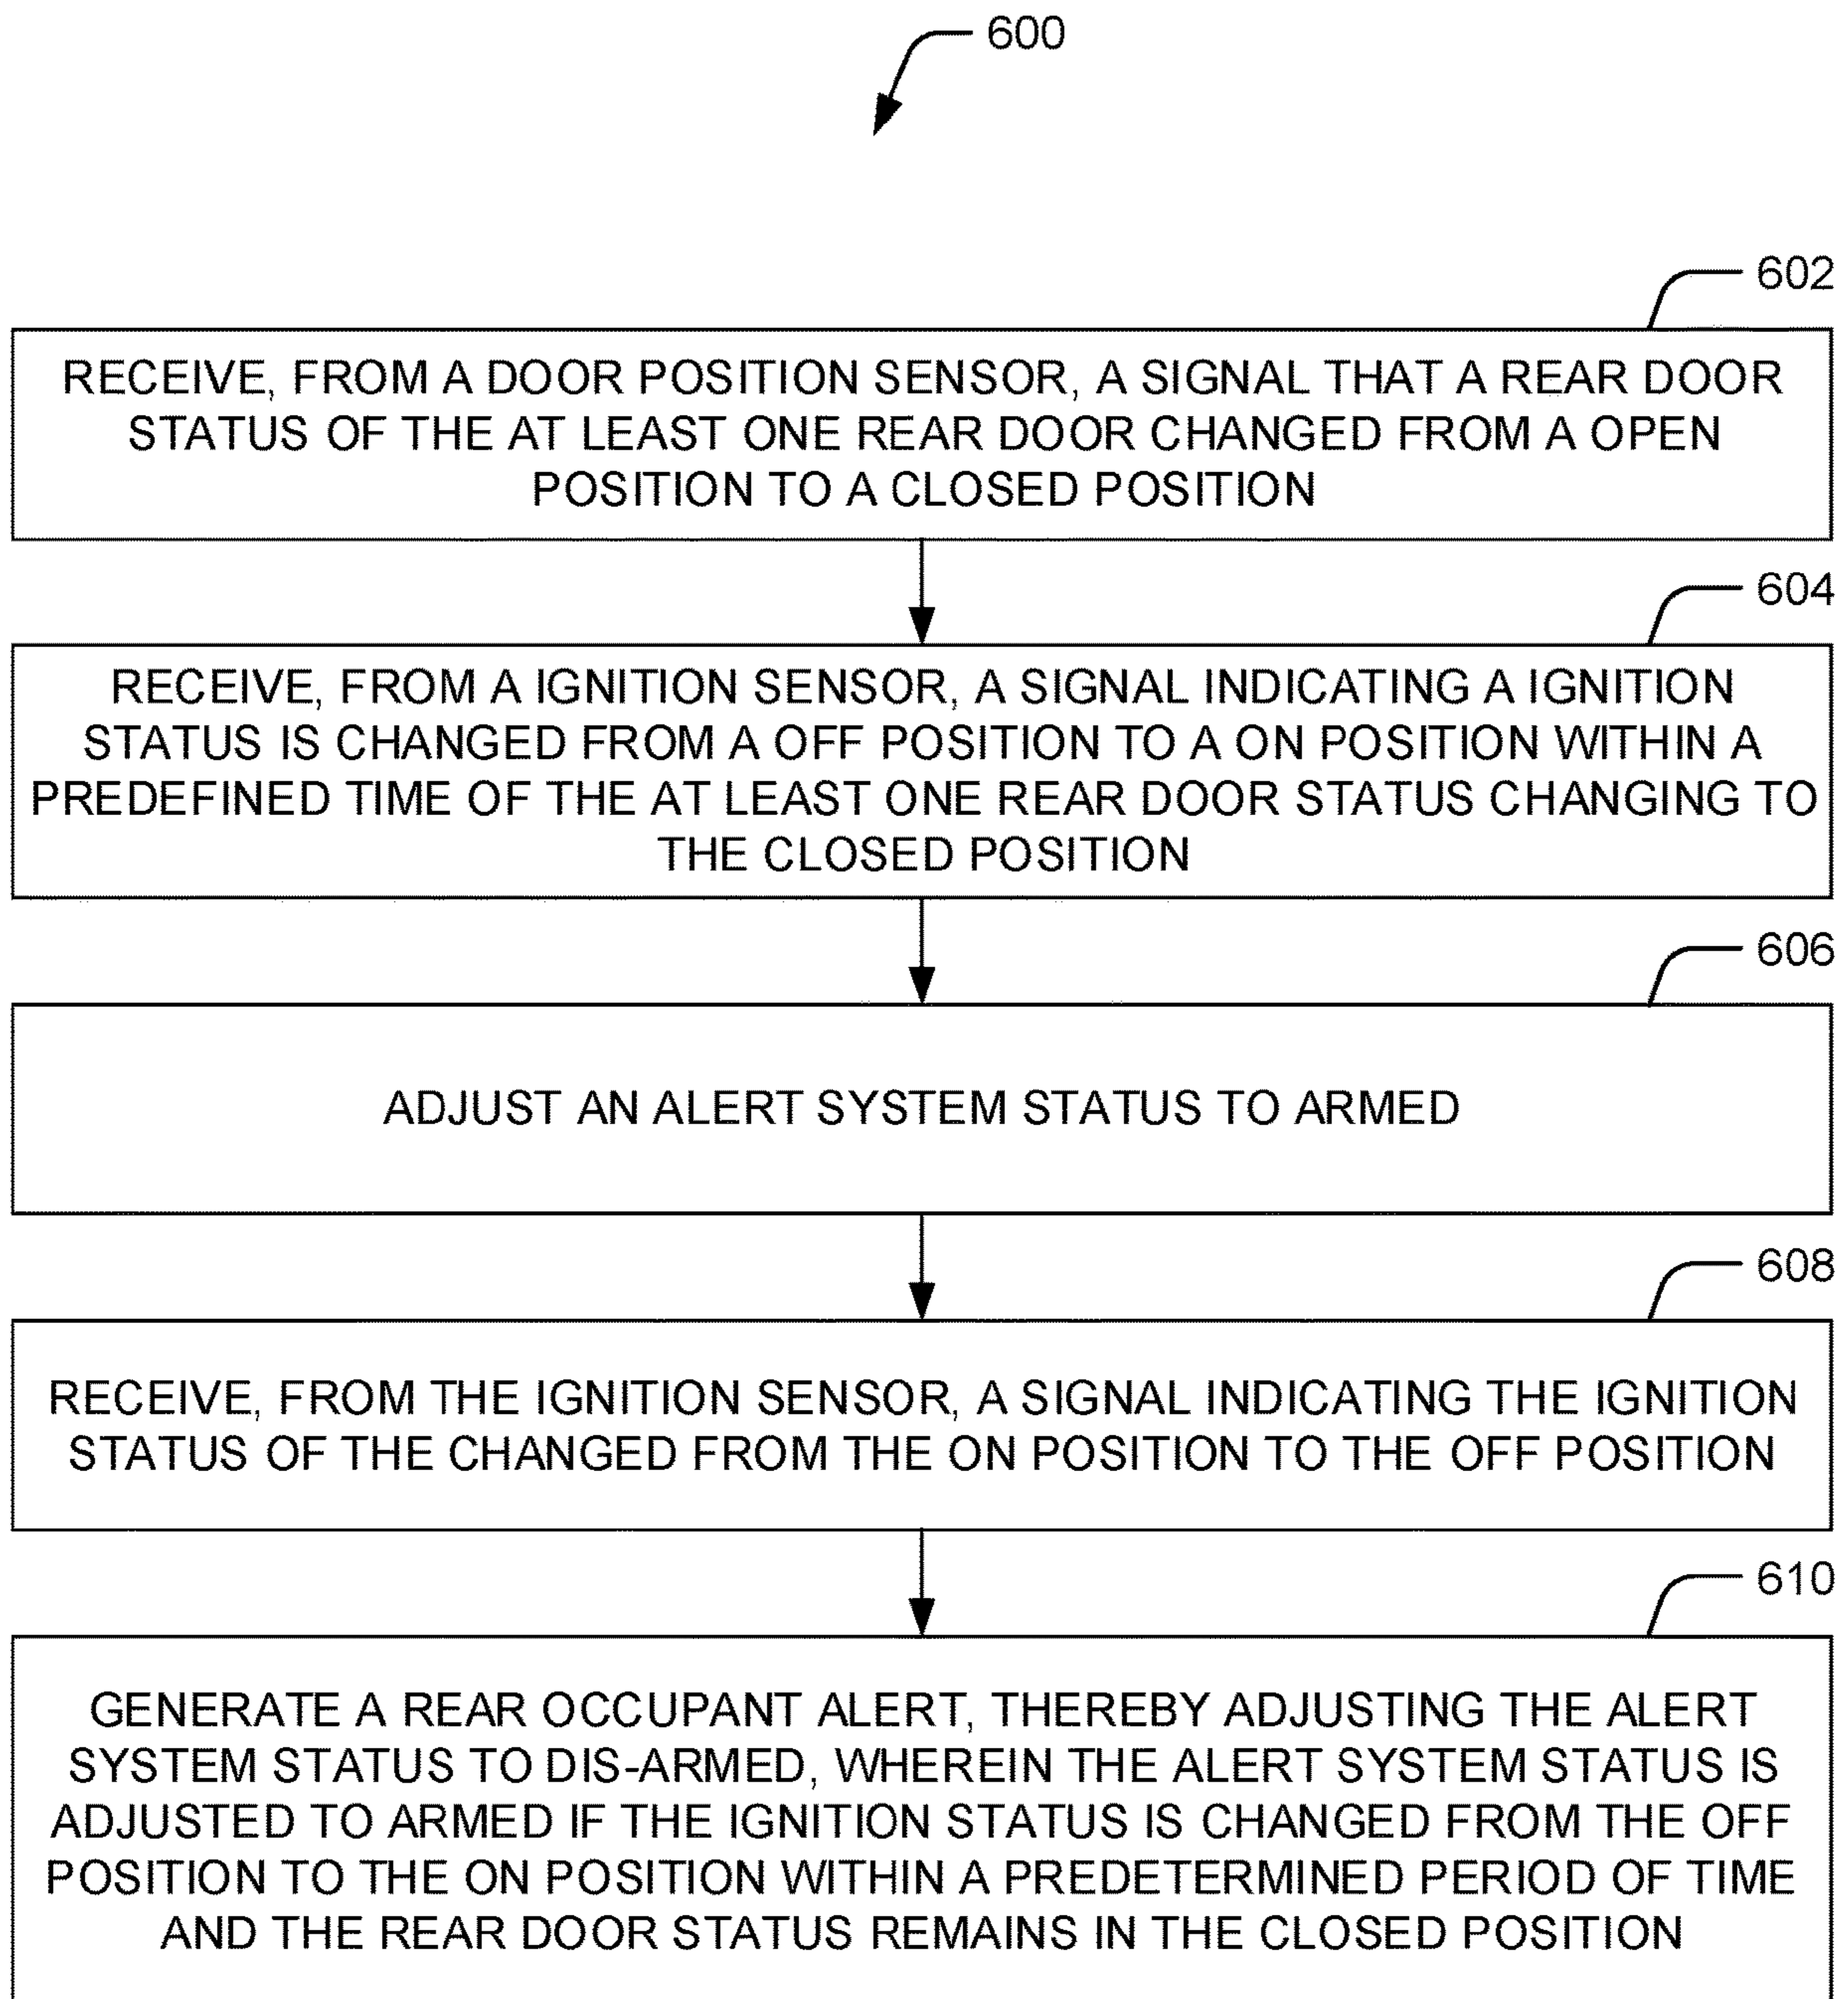 600
602
RECEIVE, FROM A DOOR POSITION SENSOR, A SIGNAL THAT A REAR DOOR
STATUS OF THE AT LEAST ONE REAR DOOR CHANGED FROM A OPEN
POSITION TO A CLOSED POSITION
604
RECEIVE, FROM A IGNITION SENSOR, A SIGNAL INDICATING A IGNITION
STATUS IS CHANGED FROM A OFF POSITION TO A ON POSITION WITHIN A
PREDEFINED TIME OF THE AT LEAST ONE REAR DOOR STATUS CHANGING TO
THE CLOSED POSITION
606
ADJUST AN ALERT SYSTEM STATUS TO ARMED
608
RECEIVE, FROM THE IGNITION SENSOR, A SIGNAL INDICATING THE IGNITION
STATUS OF THE CHANGED FROM THE ON POSITION TO THE OFF POSITION
610
GENERATE A REAR OCCUPANT ALERT, THEREBY ADJUSTING THE ALERT
SYSTEM STATUS TO DIS-ARMED, WHEREIN THE ALERT SYSTEM STATUS IS
ADJUSTED TO ARMED IF THE IGNITION STATUS IS CHANGED FROM THE OFF
POSITION TO THE ON POSITION WITHIN A PREDETERMINED PERIOD OF TIME
AND THE REAR DOOR STATUS REMAINS IN THE CLOSED POSITION